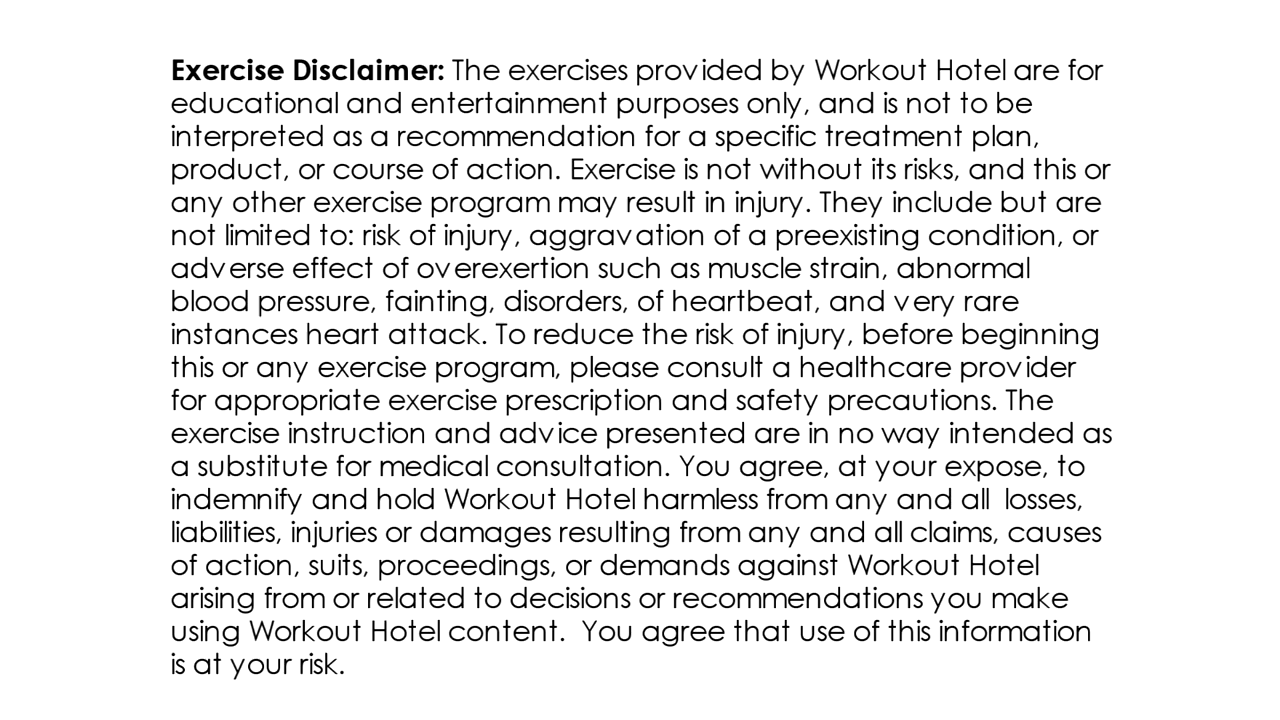 Exercise Disclaimer: The exercises provided by Workout Hotel are for
educational and entertainment purposes only, and is not to be
interpreted as a recommendation for a specific treatment plan,
product, or course of action. Exercise is not without its risks, and this or
any other exercise program may result in injury. They include but are
not limited to: risk of injury, aggravation of a preexisting condition, or
adverse effect of overexertion such as muscle strain, abnormal
blood pressure, fainting, disorders, of heartbeat, and very rare
instances heart attack. To reduce the risk of injury, before beginning
this or any exercise program, please consult a healthcare provider
for appropriate exercise prescription and safety precautions. The
exercise instruction and advice presented are in no way intended as
a substitute for medical consultation. You agree, at your expose, to
indemnify and hold Workout Hotel harmless from any and all  losses,
liabilities, injuries or damages resulting from any and all claims, causes
of action, suits, proceedings, or demands against Workout Hotel
arising from or related to decisions or recommendations you make
using Workout Hotel content.  You agree that use of this information
is at your risk.